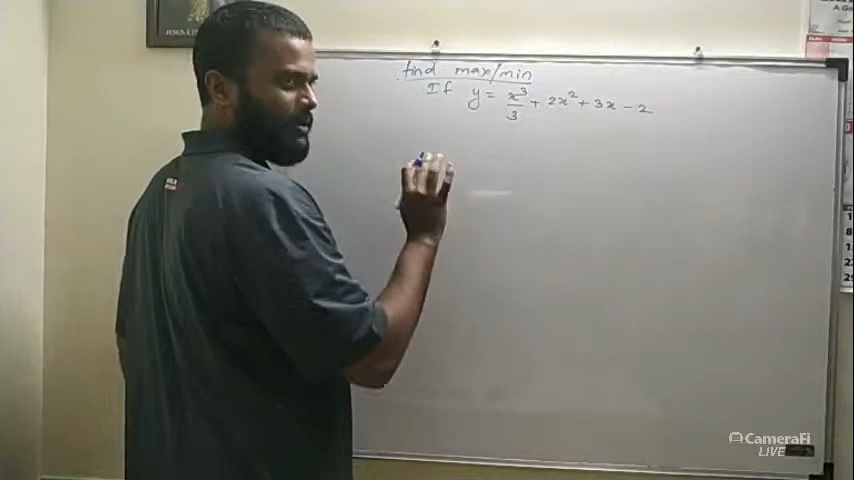 find max/min
If y = x³/3 + 2x² + 3x - 2
CameraFi
LIVE